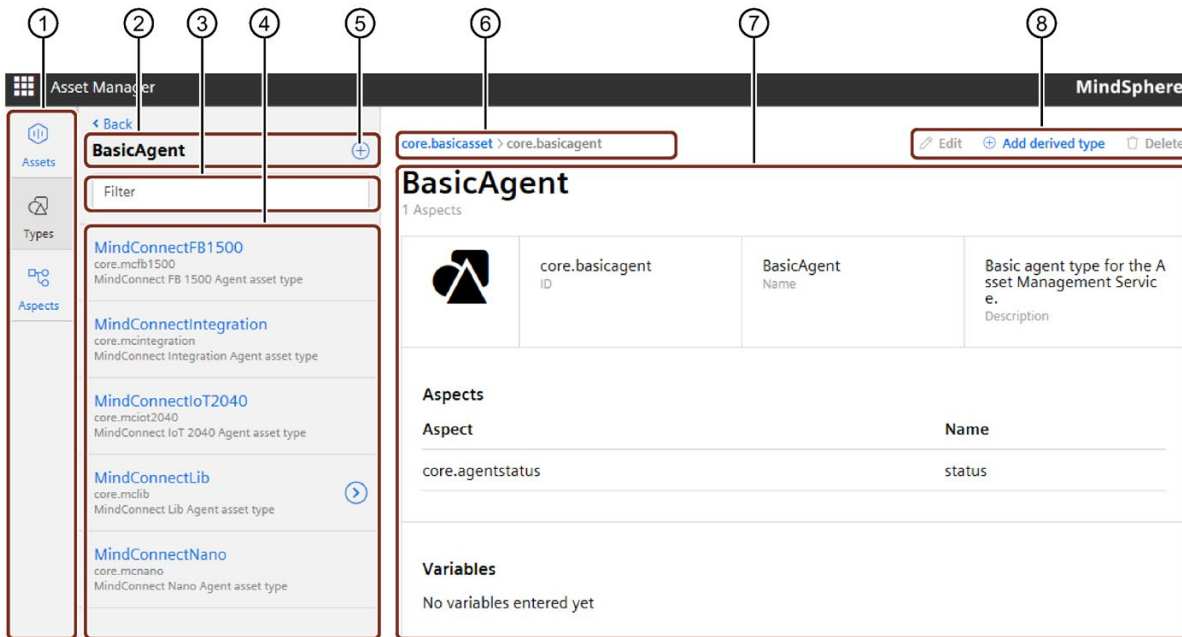 1 2 3 4 5 6 7 8
Asset Manager
MindSphere
Assets
Types
Aspects
Back
BasicAgent
Filter
MindConnectFB1500
core.mcfb1500
MindConnect FB 1500 Agent asset type
MindConnectIntegration
core.mcintegration
MindConnect Integration Agent asset type
MindConnectIoT2040
core.mciot2040
MindConnect IoT 2040 Agent asset type
MindConnectLib
core.mclib
MindConnect Lib Agent asset type
MindConnectNano
core.mcnano
MindConnect Nano Agent asset type
core.basicasset > core.basicagent
Edit
Add derived type
Delete
BasicAgent
1 Aspects
core.basicagent
ID
BasicAgent
Name
Basic agent type for the A
sset Management Servic
e.
Description
Aspects
Aspect Name
core.agentstatus status
Variables
No variables entered yet